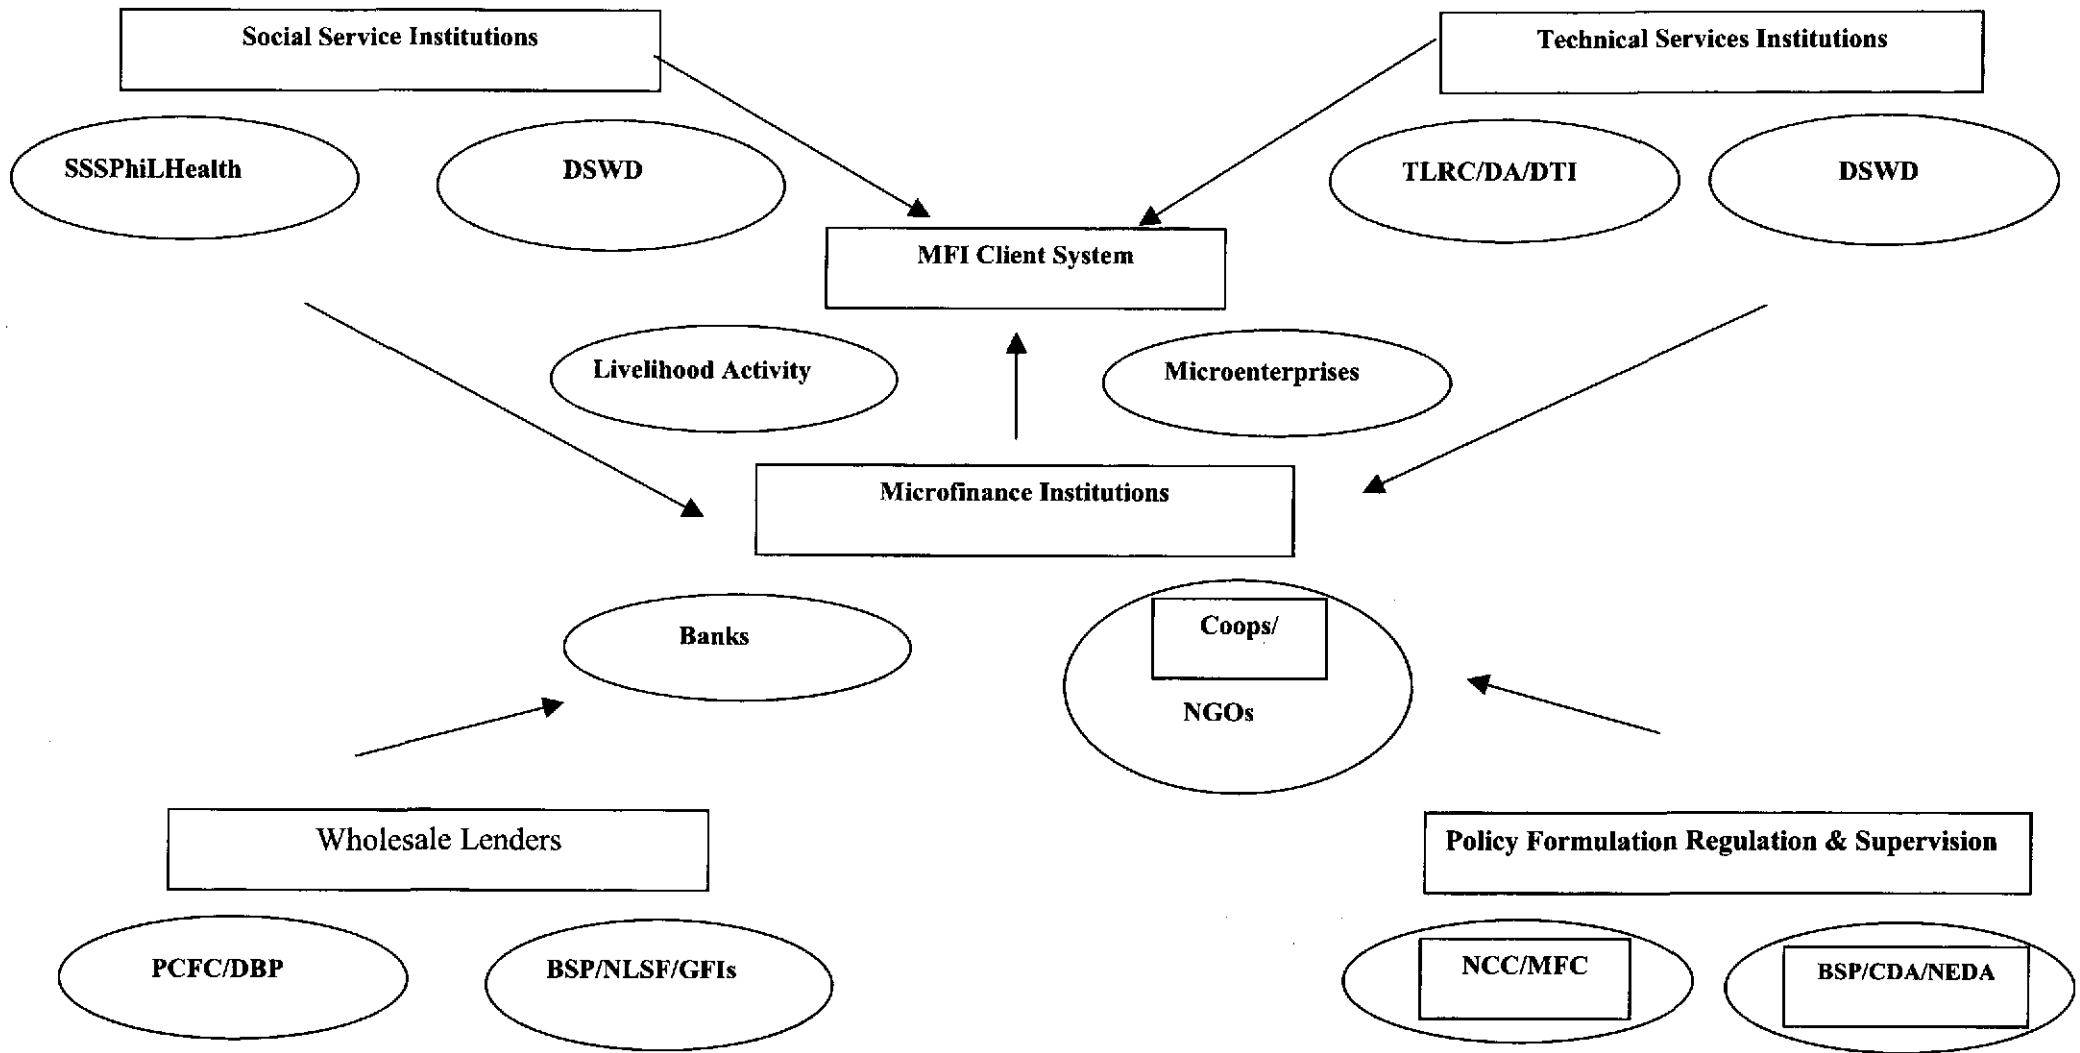 Social Service Institutions
Technical Services Institutions
SSSPhiLHealth
DSWD
TLRC/DA/DTI
DSWD
MFI Client System
Livelihood Activity
Microenterprises
Microfinance Institutions
Banks
Coops/
NGOs
Wholesale Lenders
Policy Formulation Regulation & Supervision
PCFC/DBP
BSP/NLSF/GFIs
NCC/MFC
BSP/CDA/NEDA